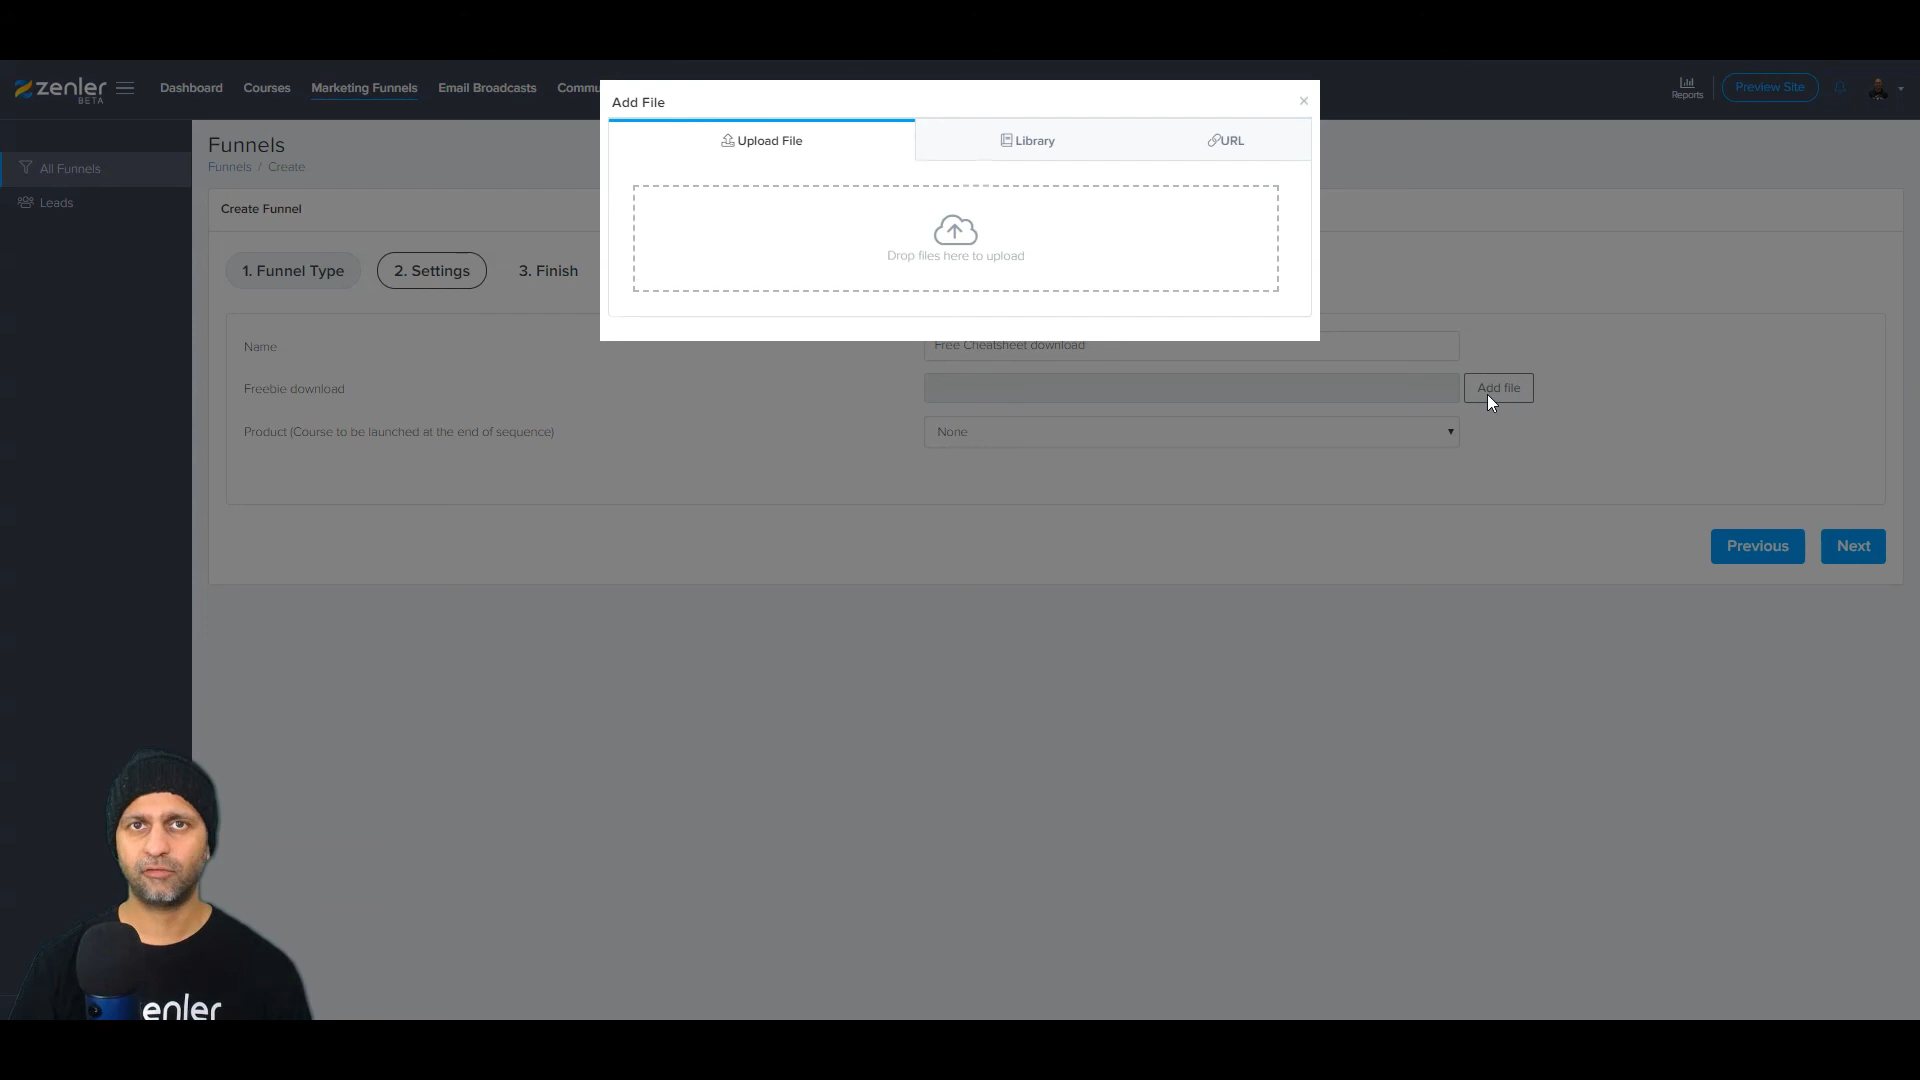 zenler
BETA
Dashboard
Courses
Marketing Funnels
Email Broadcasts
Commu
Reports
Preview Site
Add File
×
Upload File
Library
URL
Drop files here to upload
All Funnels
Leads
Funnels
Funnels / Create
Create Funnel
1. Funnel Type
2. Settings
3. Finish
Name
Free Cheatsheet download
Freebie download
Add file
Product (Course to be launched at the end of sequence)
None
Previous
Next
enler